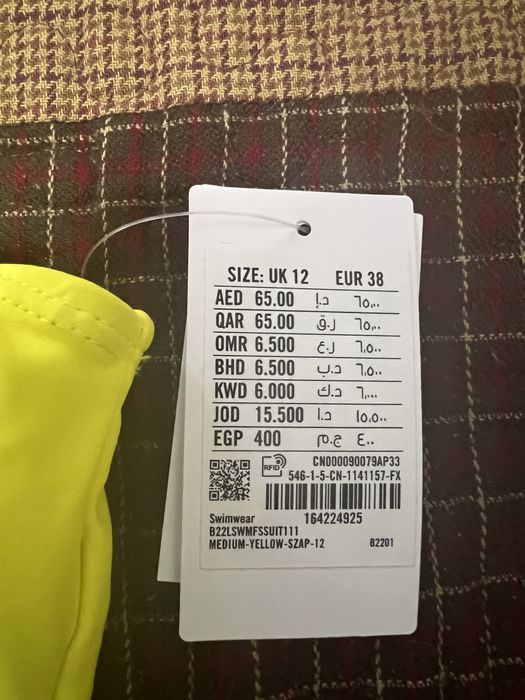 SIZE: UK 12 EUR 38
AED 65.00 د.إ ٦٥,٠٠
QAR 65.00 ر.ق ٦٥,٠٠
OMR 6.500 ر.ع ٦,٥٠٠
BHD 6.500 د.ب ٦,٥٠٠
KWD 6.000 د.ك ٦,٠٠٠
JOD 15.500 د.ا ١٥,٥٠٠
EGP 400 ج.م ٤٠٠
RFID CN000090079AP33
546-1-5-CN-1141157-FX
Swimwear 164224925
B22LSWMFSSUIT111
MEDIUM-YELLOW-SZAP-12 B2201